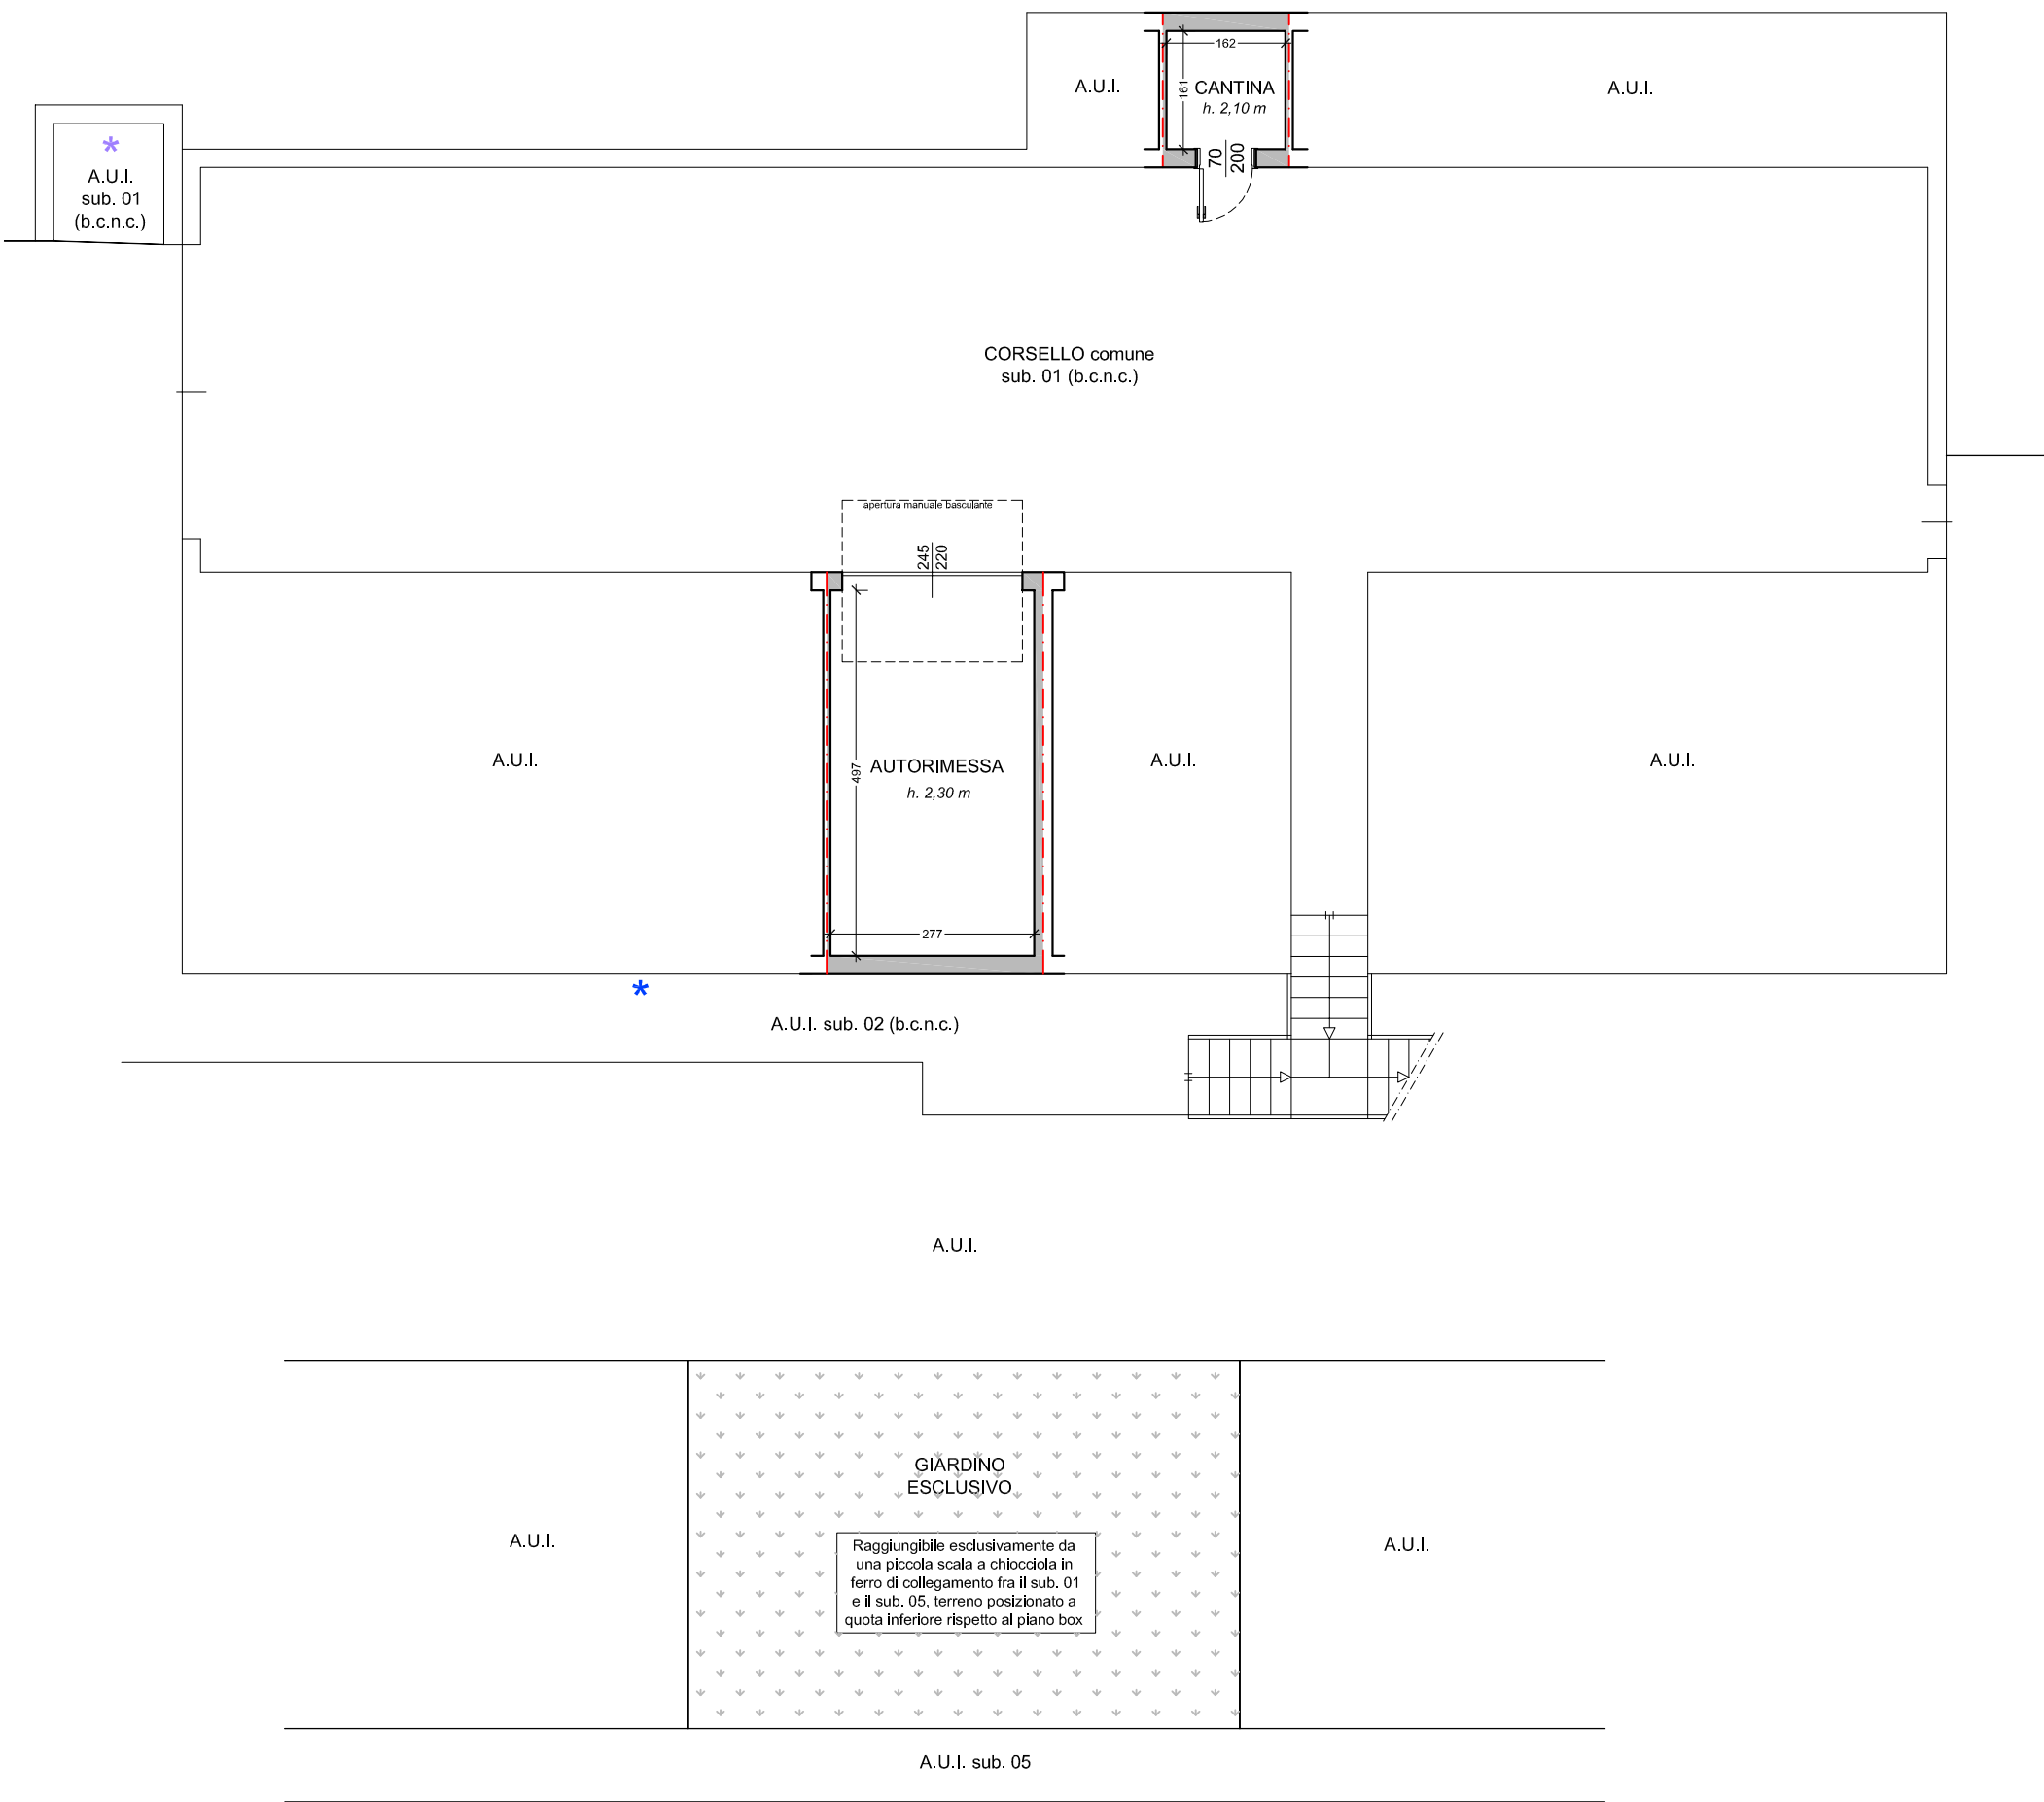 162
A.U.I.
161
CANTINA
h. 2,10 m
A.U.I.
70
200
*
A.U.I.
sub. 01
(b.c.n.c.)
CORSELLO comune
sub. 01 (b.c.n.c.)
apertura manuale basculante
245
220
A.U.I.
497
AUTORIMESSA
h. 2,30 m
A.U.I.
A.U.I.
277
*
A.U.I. sub. 02 (b.c.n.c.)
A.U.I.
GIARDINO
ESCLUSIVO
A.U.I.
Raggiungibile esclusivamente da
una piccola scala a chiocciola in
ferro di collegamento fra il sub. 01
e il sub. 05, terreno posizionato a
quota inferiore rispetto al piano box
A.U.I.
A.U.I. sub. 05